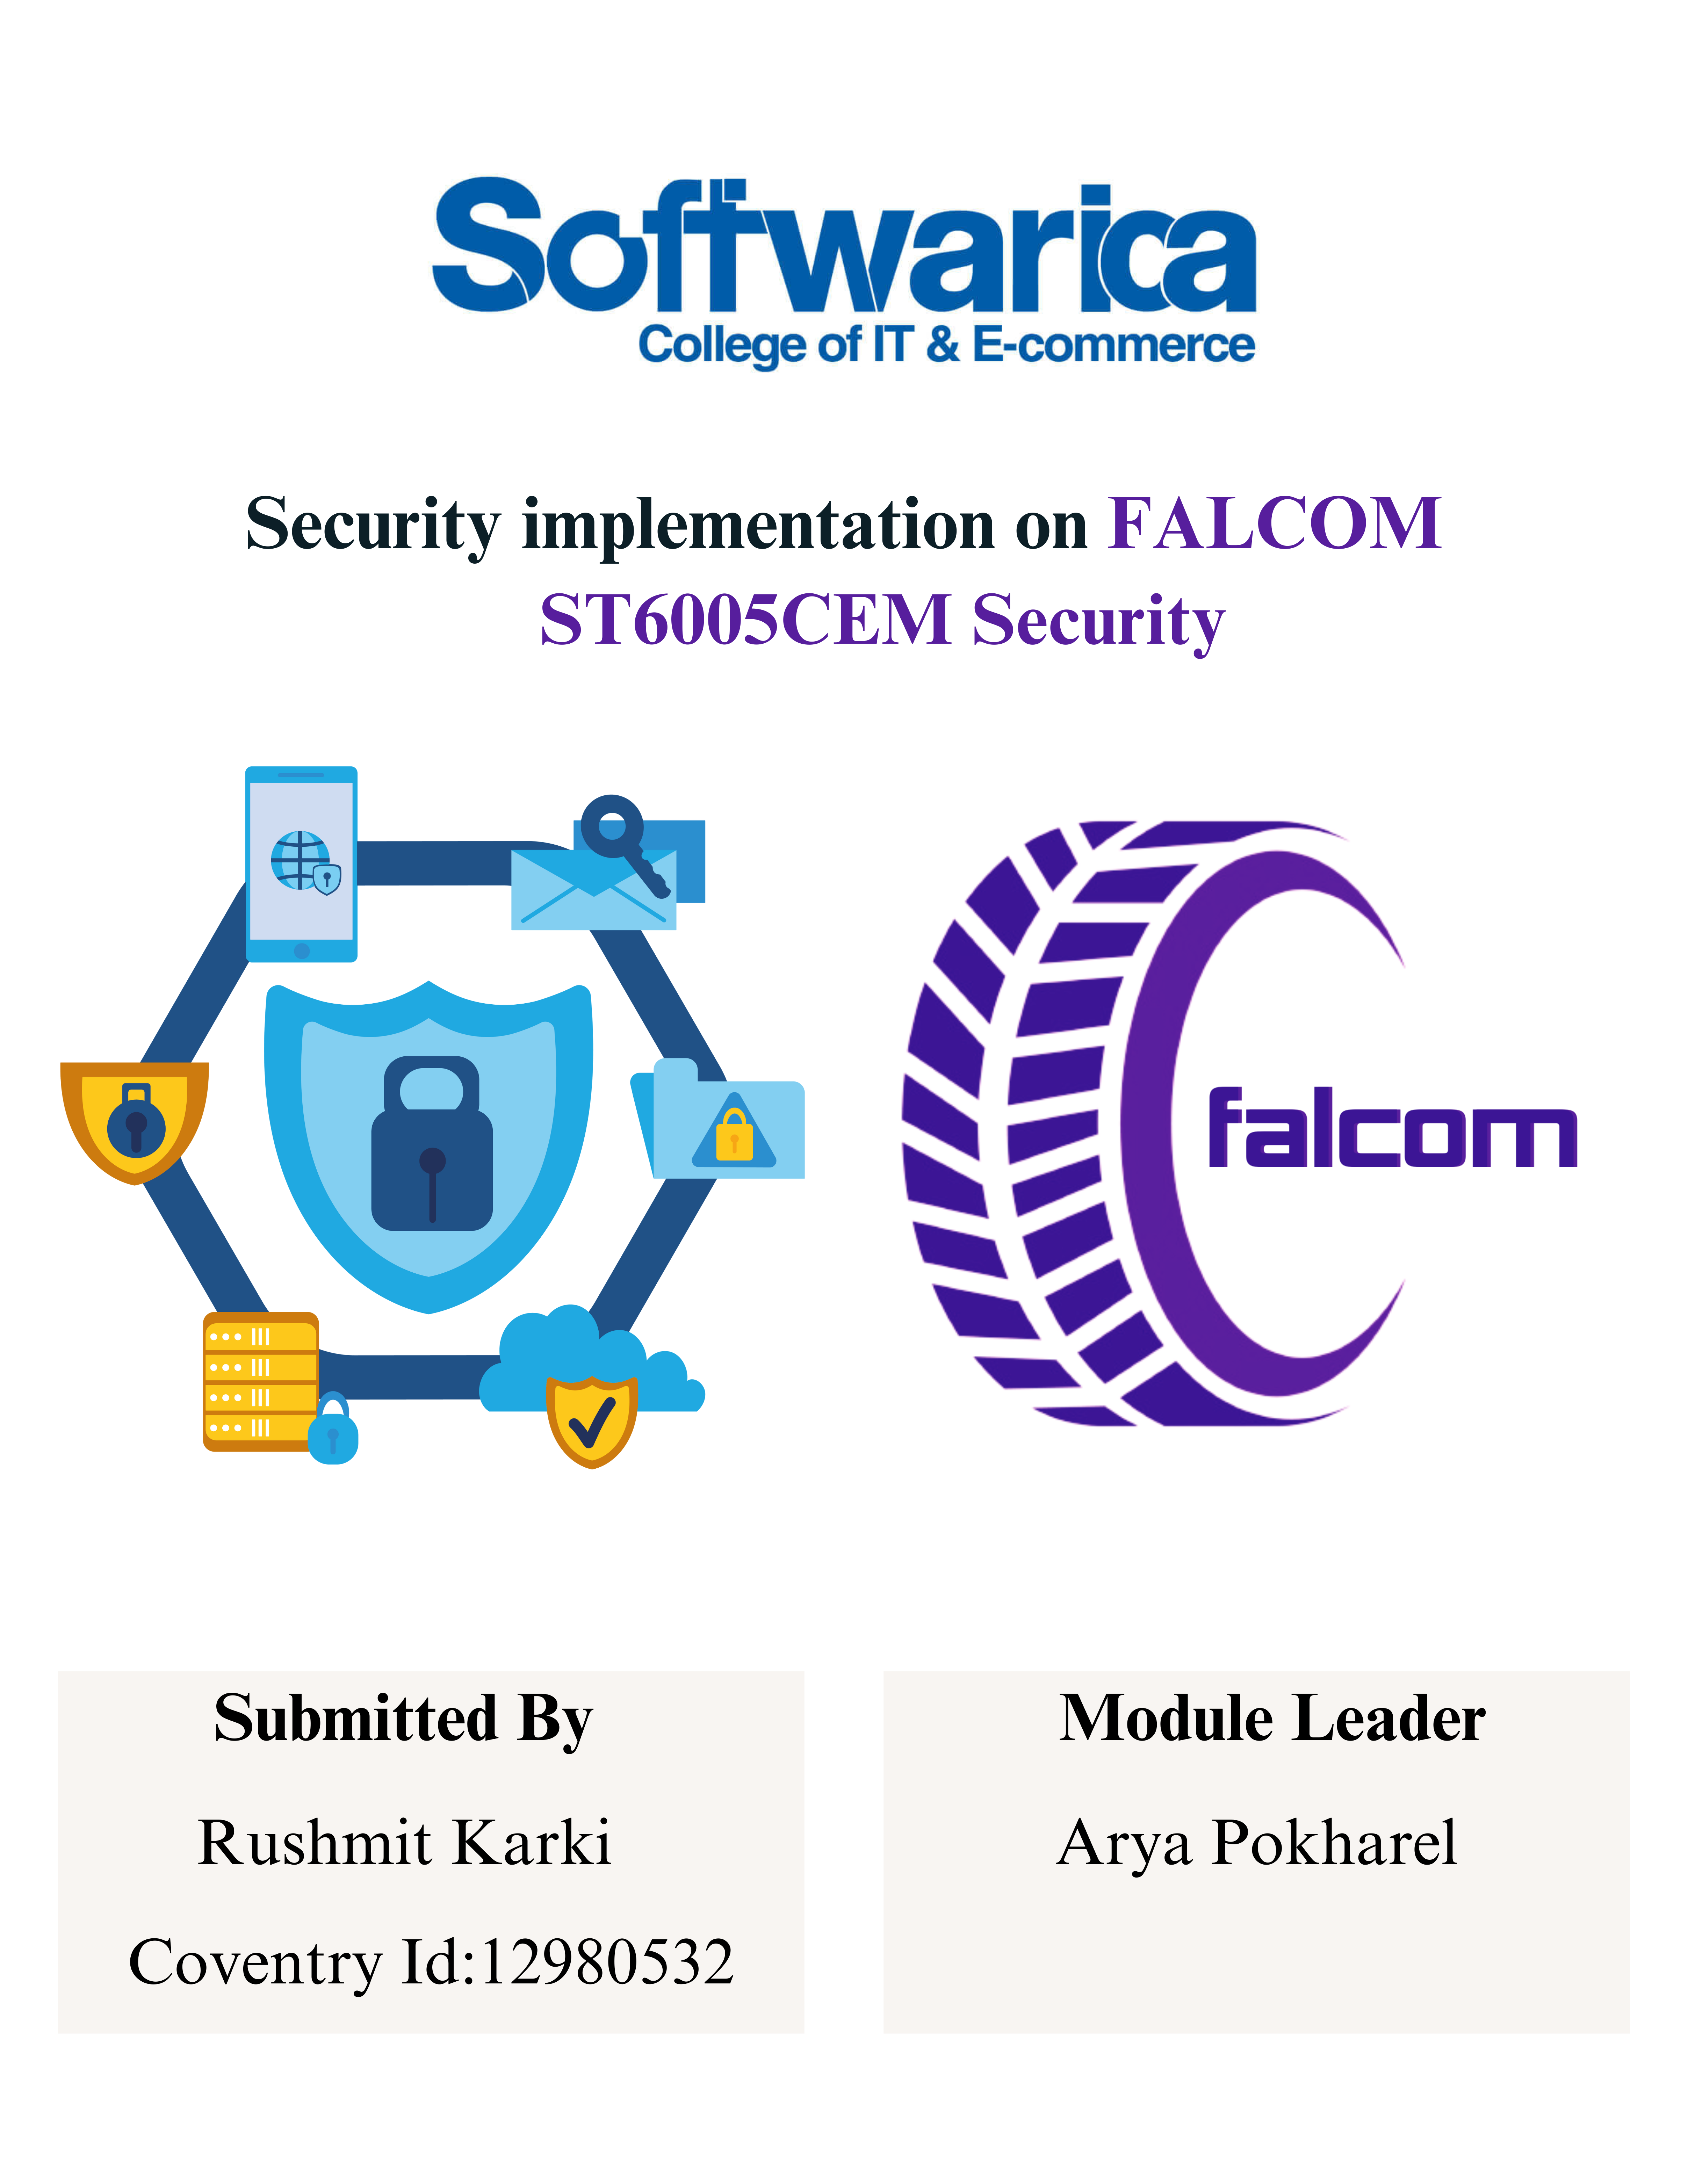 Softwarica
College of IT & E-commerce
Security implementation on FALCOM
ST6005CEM Security
falcom
Submitted By
Rushmit Karki
Coventry Id:12980532
Module Leader
Arya Pokharel